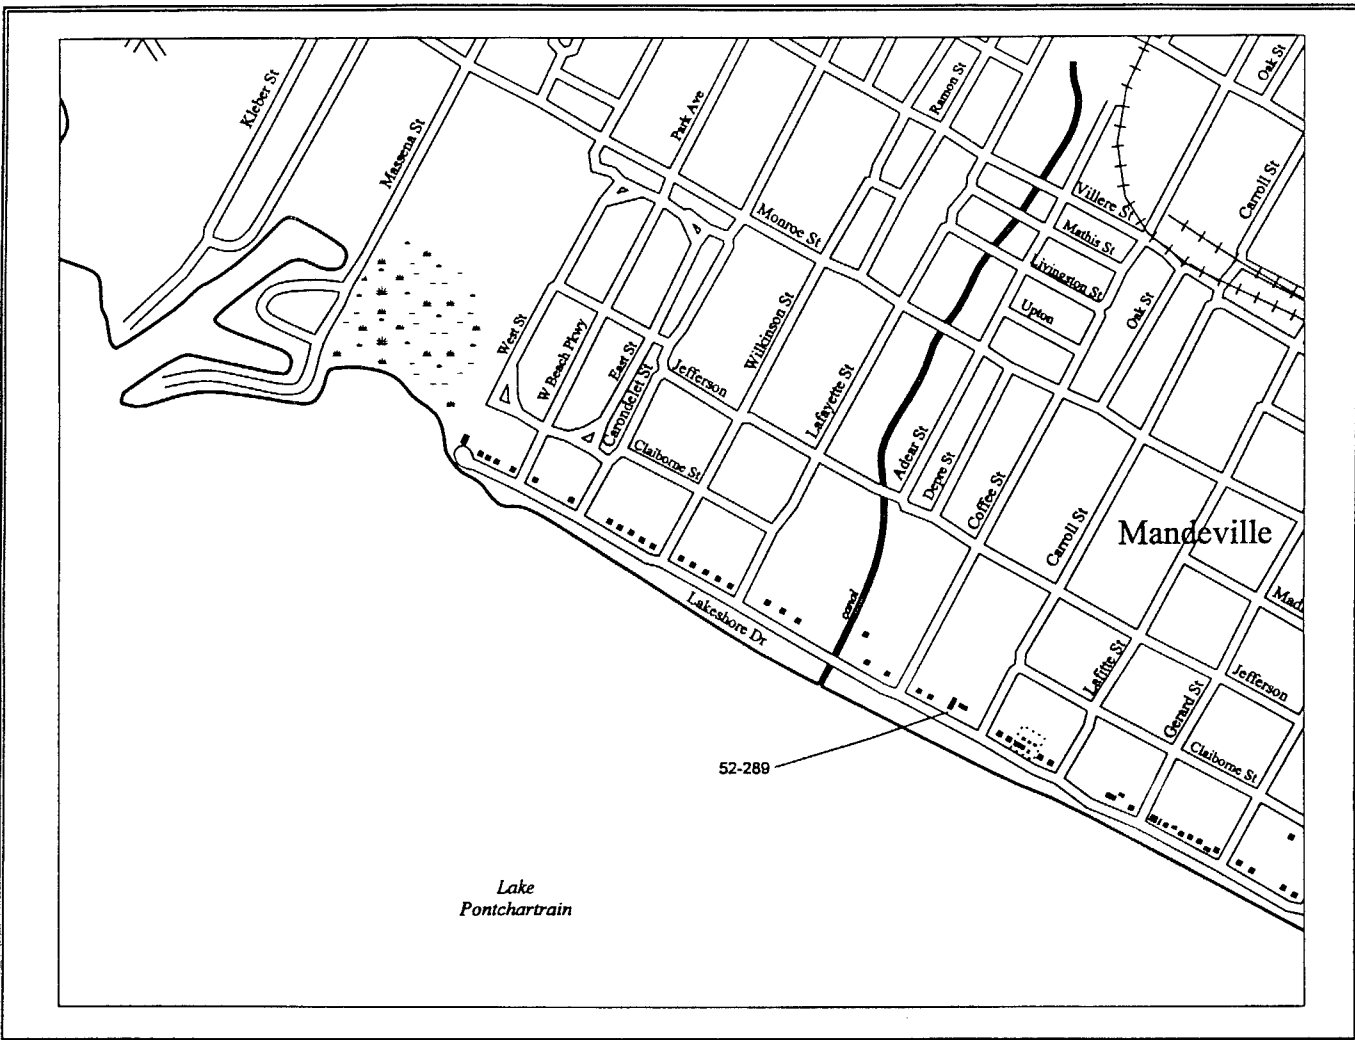 Kleber St
Massena St
Park Ave
Ramon St
Oak St
Carroll St
Villere St
Mathis St
Livingston St
Upton
Oak St
Monroe St
Wilkinson St
West St
W Beach Pkwy
East St
Carondelet St
Jefferson
Claiborne St
Lafayette St
Adear St
Depre St
Coffee St
Carroll St
Mandeville
Madi
canal
Lakeshore Dr
Lafitte St
Gerard St
Jefferson
Claiborne St
52-289
Lake
Pontchartrain